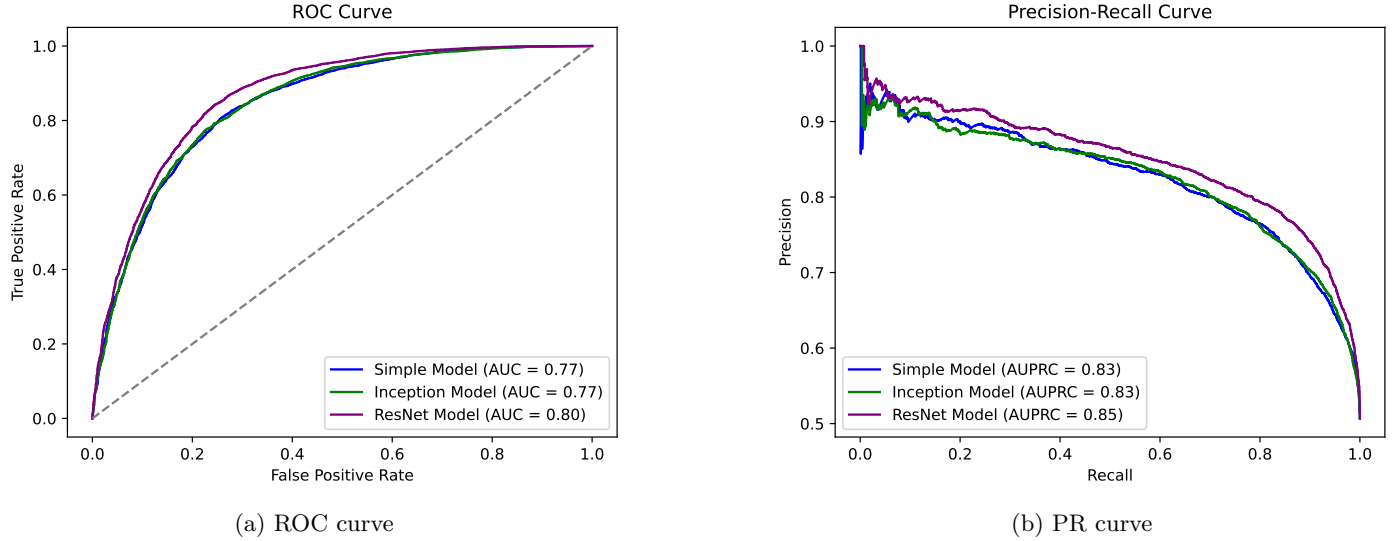 ROC Curve
True Positive Rate
1.0
0.8
0.6
0.4
0.2
0.0
Simple Model (AUC = 0.77)
Inception Model (AUC = 0.77)
ResNet Model (AUC = 0.80)
0.0 0.2 0.4 0.6 0.8 1.0
False Positive Rate
(a) ROC curve
Precision-Recall Curve
Precision
1.0
0.9
0.8
0.7
0.6
0.5
Simple Model (AUPRC = 0.83)
Inception Model (AUPRC = 0.83)
ResNet Model (AUPRC = 0.85)
0.0 0.2 0.4 0.6 0.8 1.0
Recall
(b) PR curve